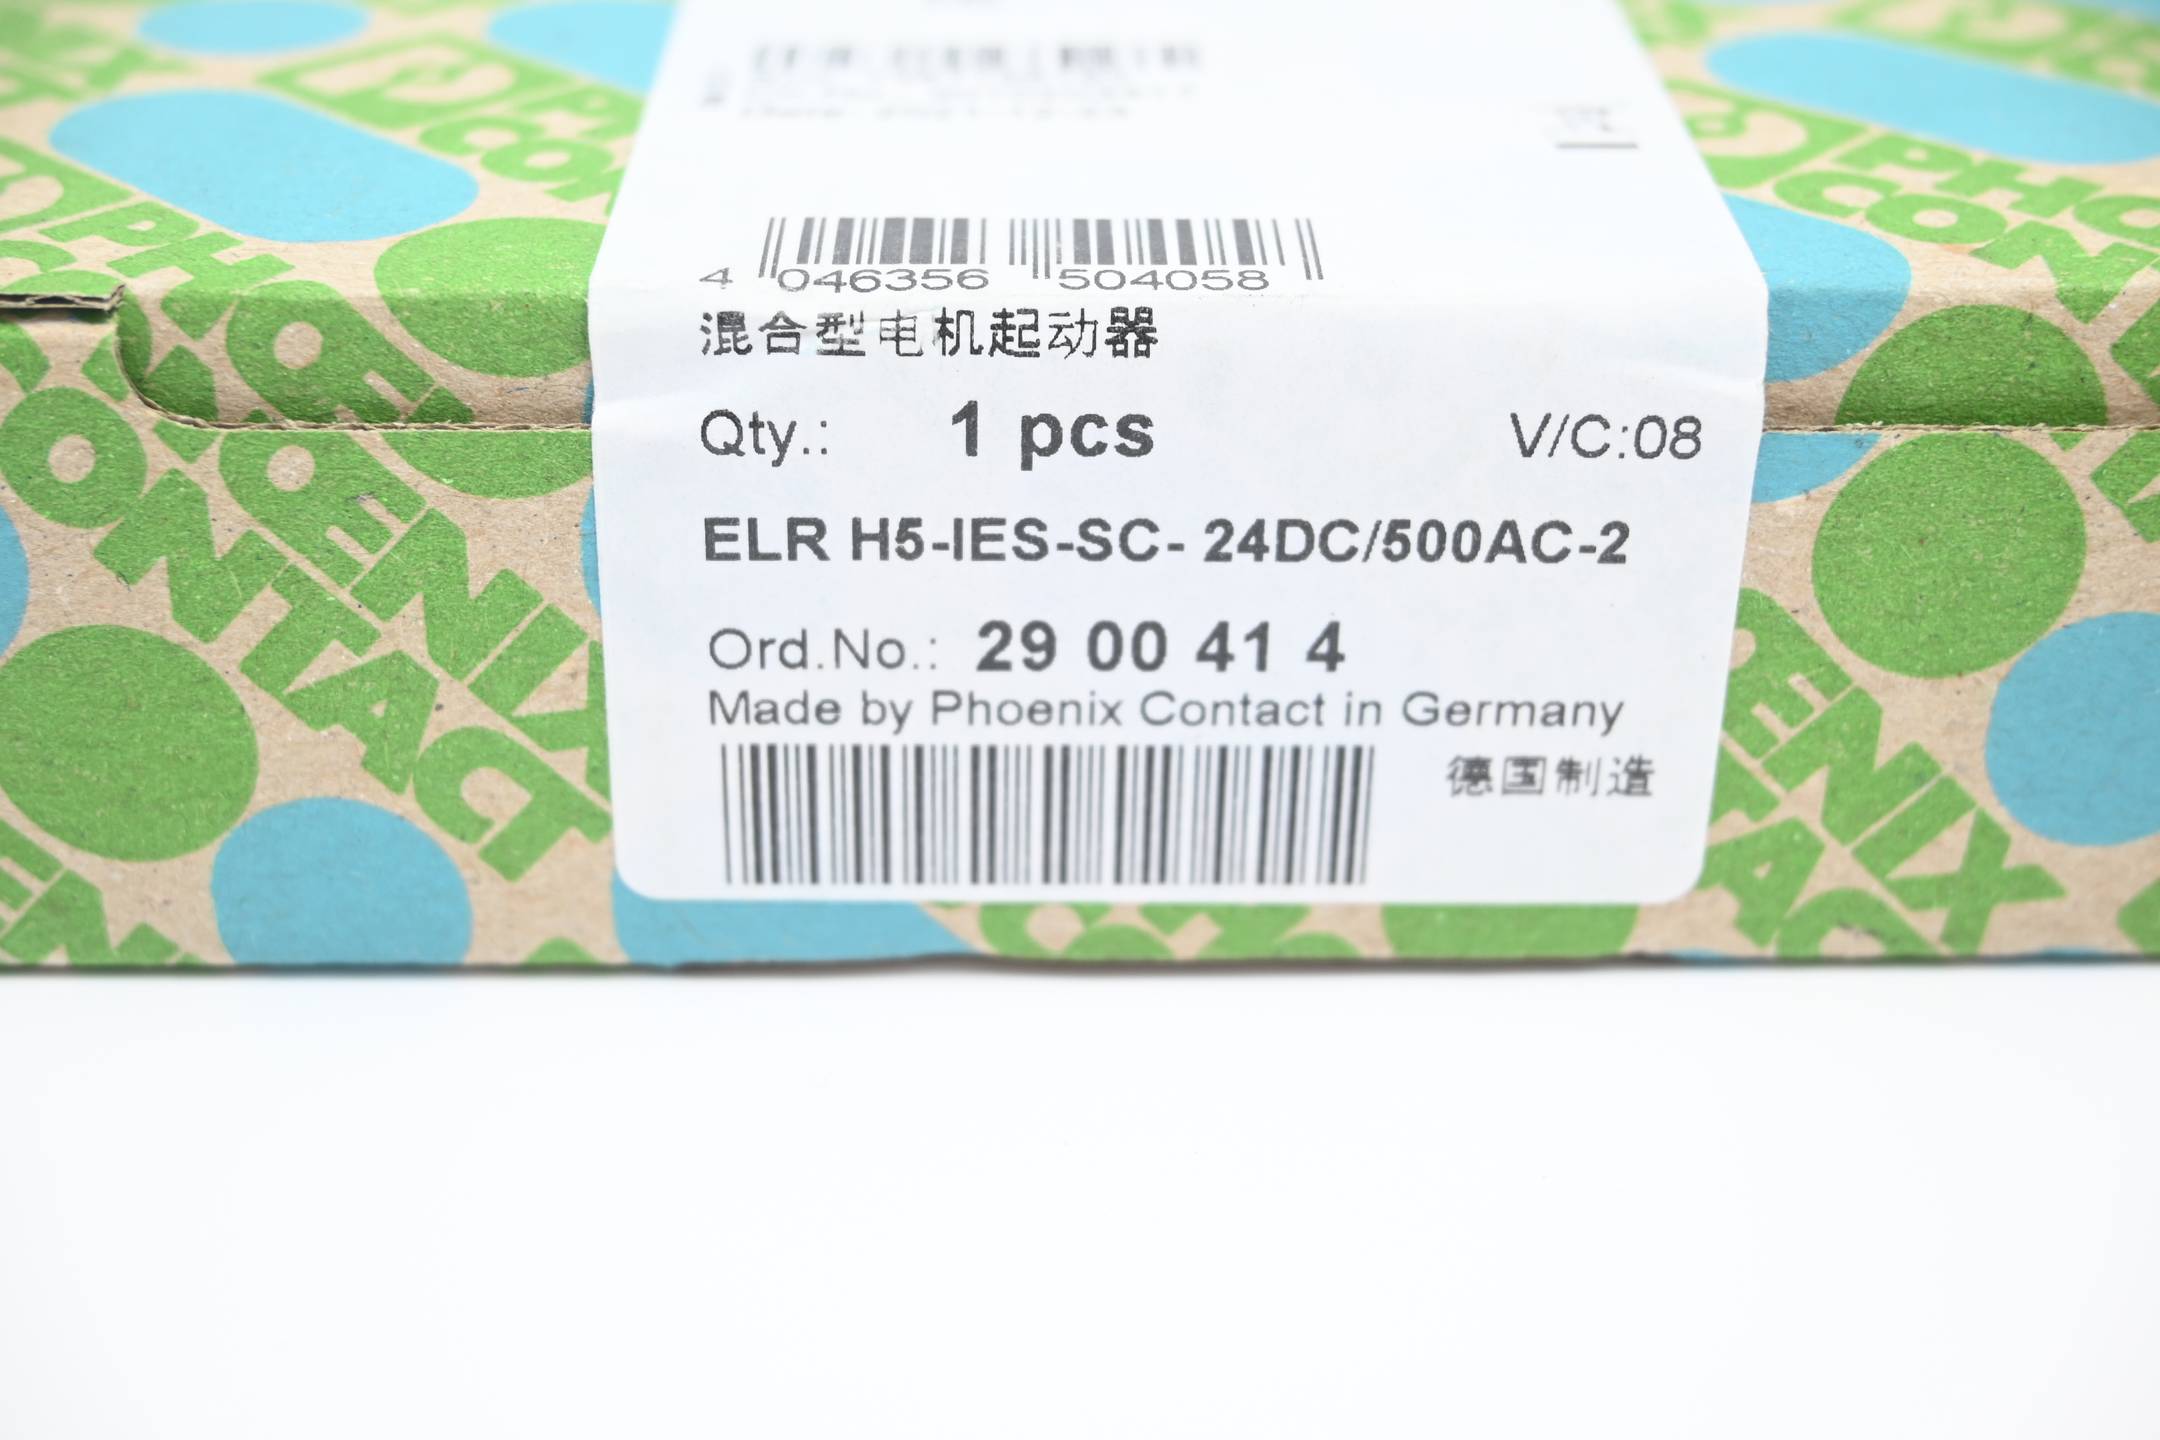 4 046356 504058
混合型电机起动器
Qty.: 1 pcs V/C:08
ELR H5-IES-SC- 24DC/500AC-2
Ord.No.: 29 00 41 4
Made by Phoenix Contact in Germany
德国制造
PHOENIX
CONTACT